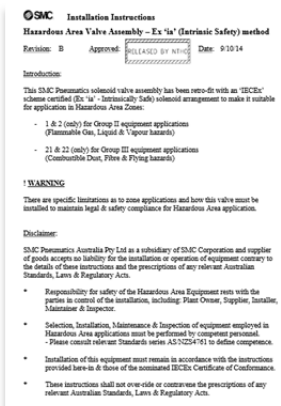 SMC Installation Instructions
Hazardous Area Valve Assembly – Ex 'ia' (Intrinsic Safety) method
Revision: B Approved: RELEASED BY NTHO Date: 9/10/14
Introduction:
This SMC Pneumatics solenoid valve assembly has been retro-fit with an 'IECEx'
scheme certified (Ex 'ia' - Intrinsically Safe) solenoid arrangement to make it suitable
for application in Hazardous Area Zones:
- 1 & 2 (only) for Group II equipment applications
(Flammable Gas, Liquid & Vapour hazards)
- 21 & 22 (only) for Group III equipment applications
(Combustible Dust, Fibre & Flying hazards)
! WARNING
There are specific limitations as to zone applications and how this valve must be
installed to maintain legal & safety compliance for Hazardous Area application.
Disclaimer:
SMC Pneumatics Australia Pty Ltd as a subsidiary of SMC Corporation and supplier
of goods accepts no liability for the installation or operation of equipment contrary to
the details of these instructions and the prescriptions of any relevant Australian
Standards, Laws & Regulatory Acts.
* Responsibility for safety of the Hazardous Area Equipment rests with the
parties in control of the installation, including: Plant Owner, Supplier, Installer,
Maintainer & Inspector.
* Selection, Installation, Maintenance & Inspection of equipment employed in
Hazardous Area applications must be performed by competent personnel.
- Please consult relevant Standards series AS/NZS4761 to define competence.
* Installation of this equipment must remain in accordance with the instructions
provided here-in & those of the nominated IECEx Certificate of Conformance.
* These instructions shall not over-ride or contravene the prescriptions of any
relevant Australian Standards, Laws & Regulatory Acts.